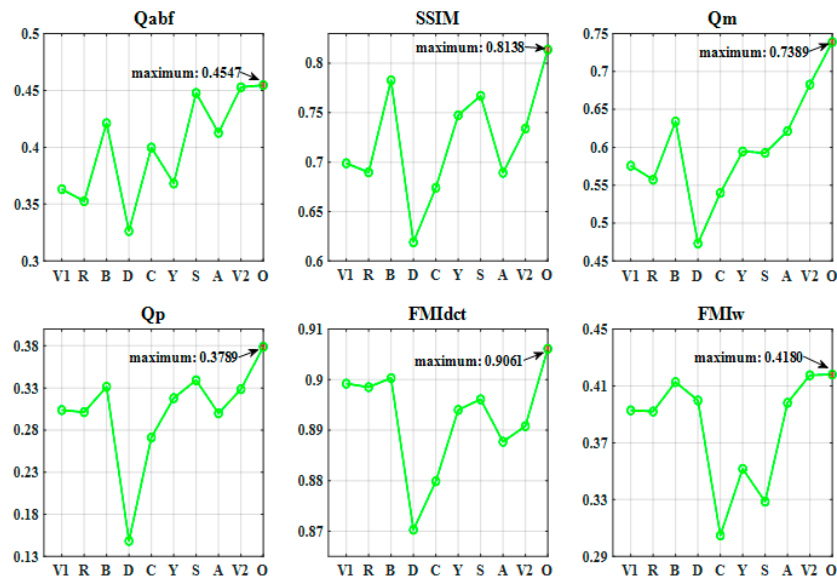 Qabf
0.5
0.45
0.4
0.35
0.3
maximum: 0.4547
V1 R B D C Y S A V2 O
SSIM
0.8
0.75
0.7
0.65
0.6
maximum: 0.8138
V1 R B D C Y S A V2 O
Qm
0.75
0.7
0.65
0.6
0.55
0.5
0.45
maximum: 0.7389
V1 R B D C Y S A V2 O
Qp
0.38
0.33
0.28
0.23
0.18
0.13
maximum: 0.3789
V1 R B D C Y S A V2 O
FMIdct
0.91
0.9
0.89
0.88
0.87
maximum: 0.9061
V1 R B D C Y S A V2 O
FMIw
0.45
0.41
0.37
0.33
0.29
maximum: 0.4180
V1 R B D C Y S A V2 O